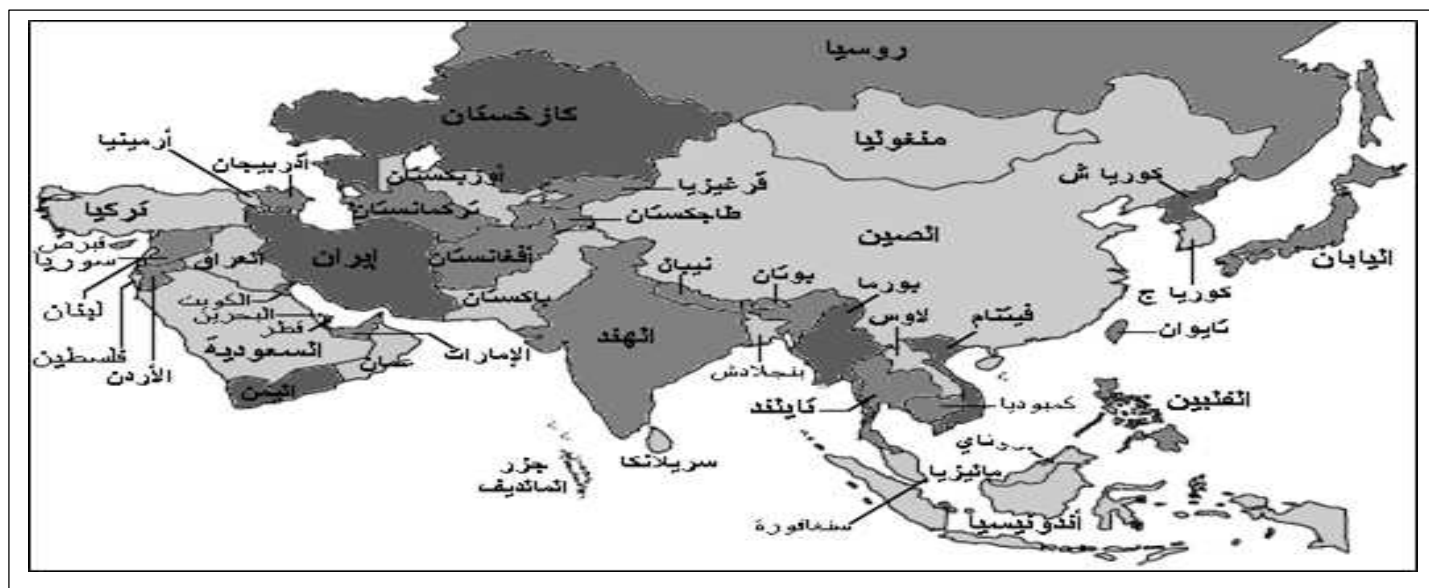 روسيا
كازخستان
منغوليا
أرمينيا
أذربيجان
أوزبكستان
قرغيزيا
كوريا ش
تركيا
تركمانستان
طاجكستان
الصين
اليابان
قبرص
سوريا
العراق
إيران
أفغانستان
نيبال
بوتان
بورما
كوريا ج
لبنان
الكويت
باكستان
لاوس
فيتنام
تايوان
البحرين
قطر
الهند
فلسطين
السعودية
الإمارات
الأردن
عمان
بنجلادش
اليمن
تايلند
كمبوديا
الفلبين
سريلانكا
جزر
المالديف
ماليزيا
سنغافورة
أندونيسيا